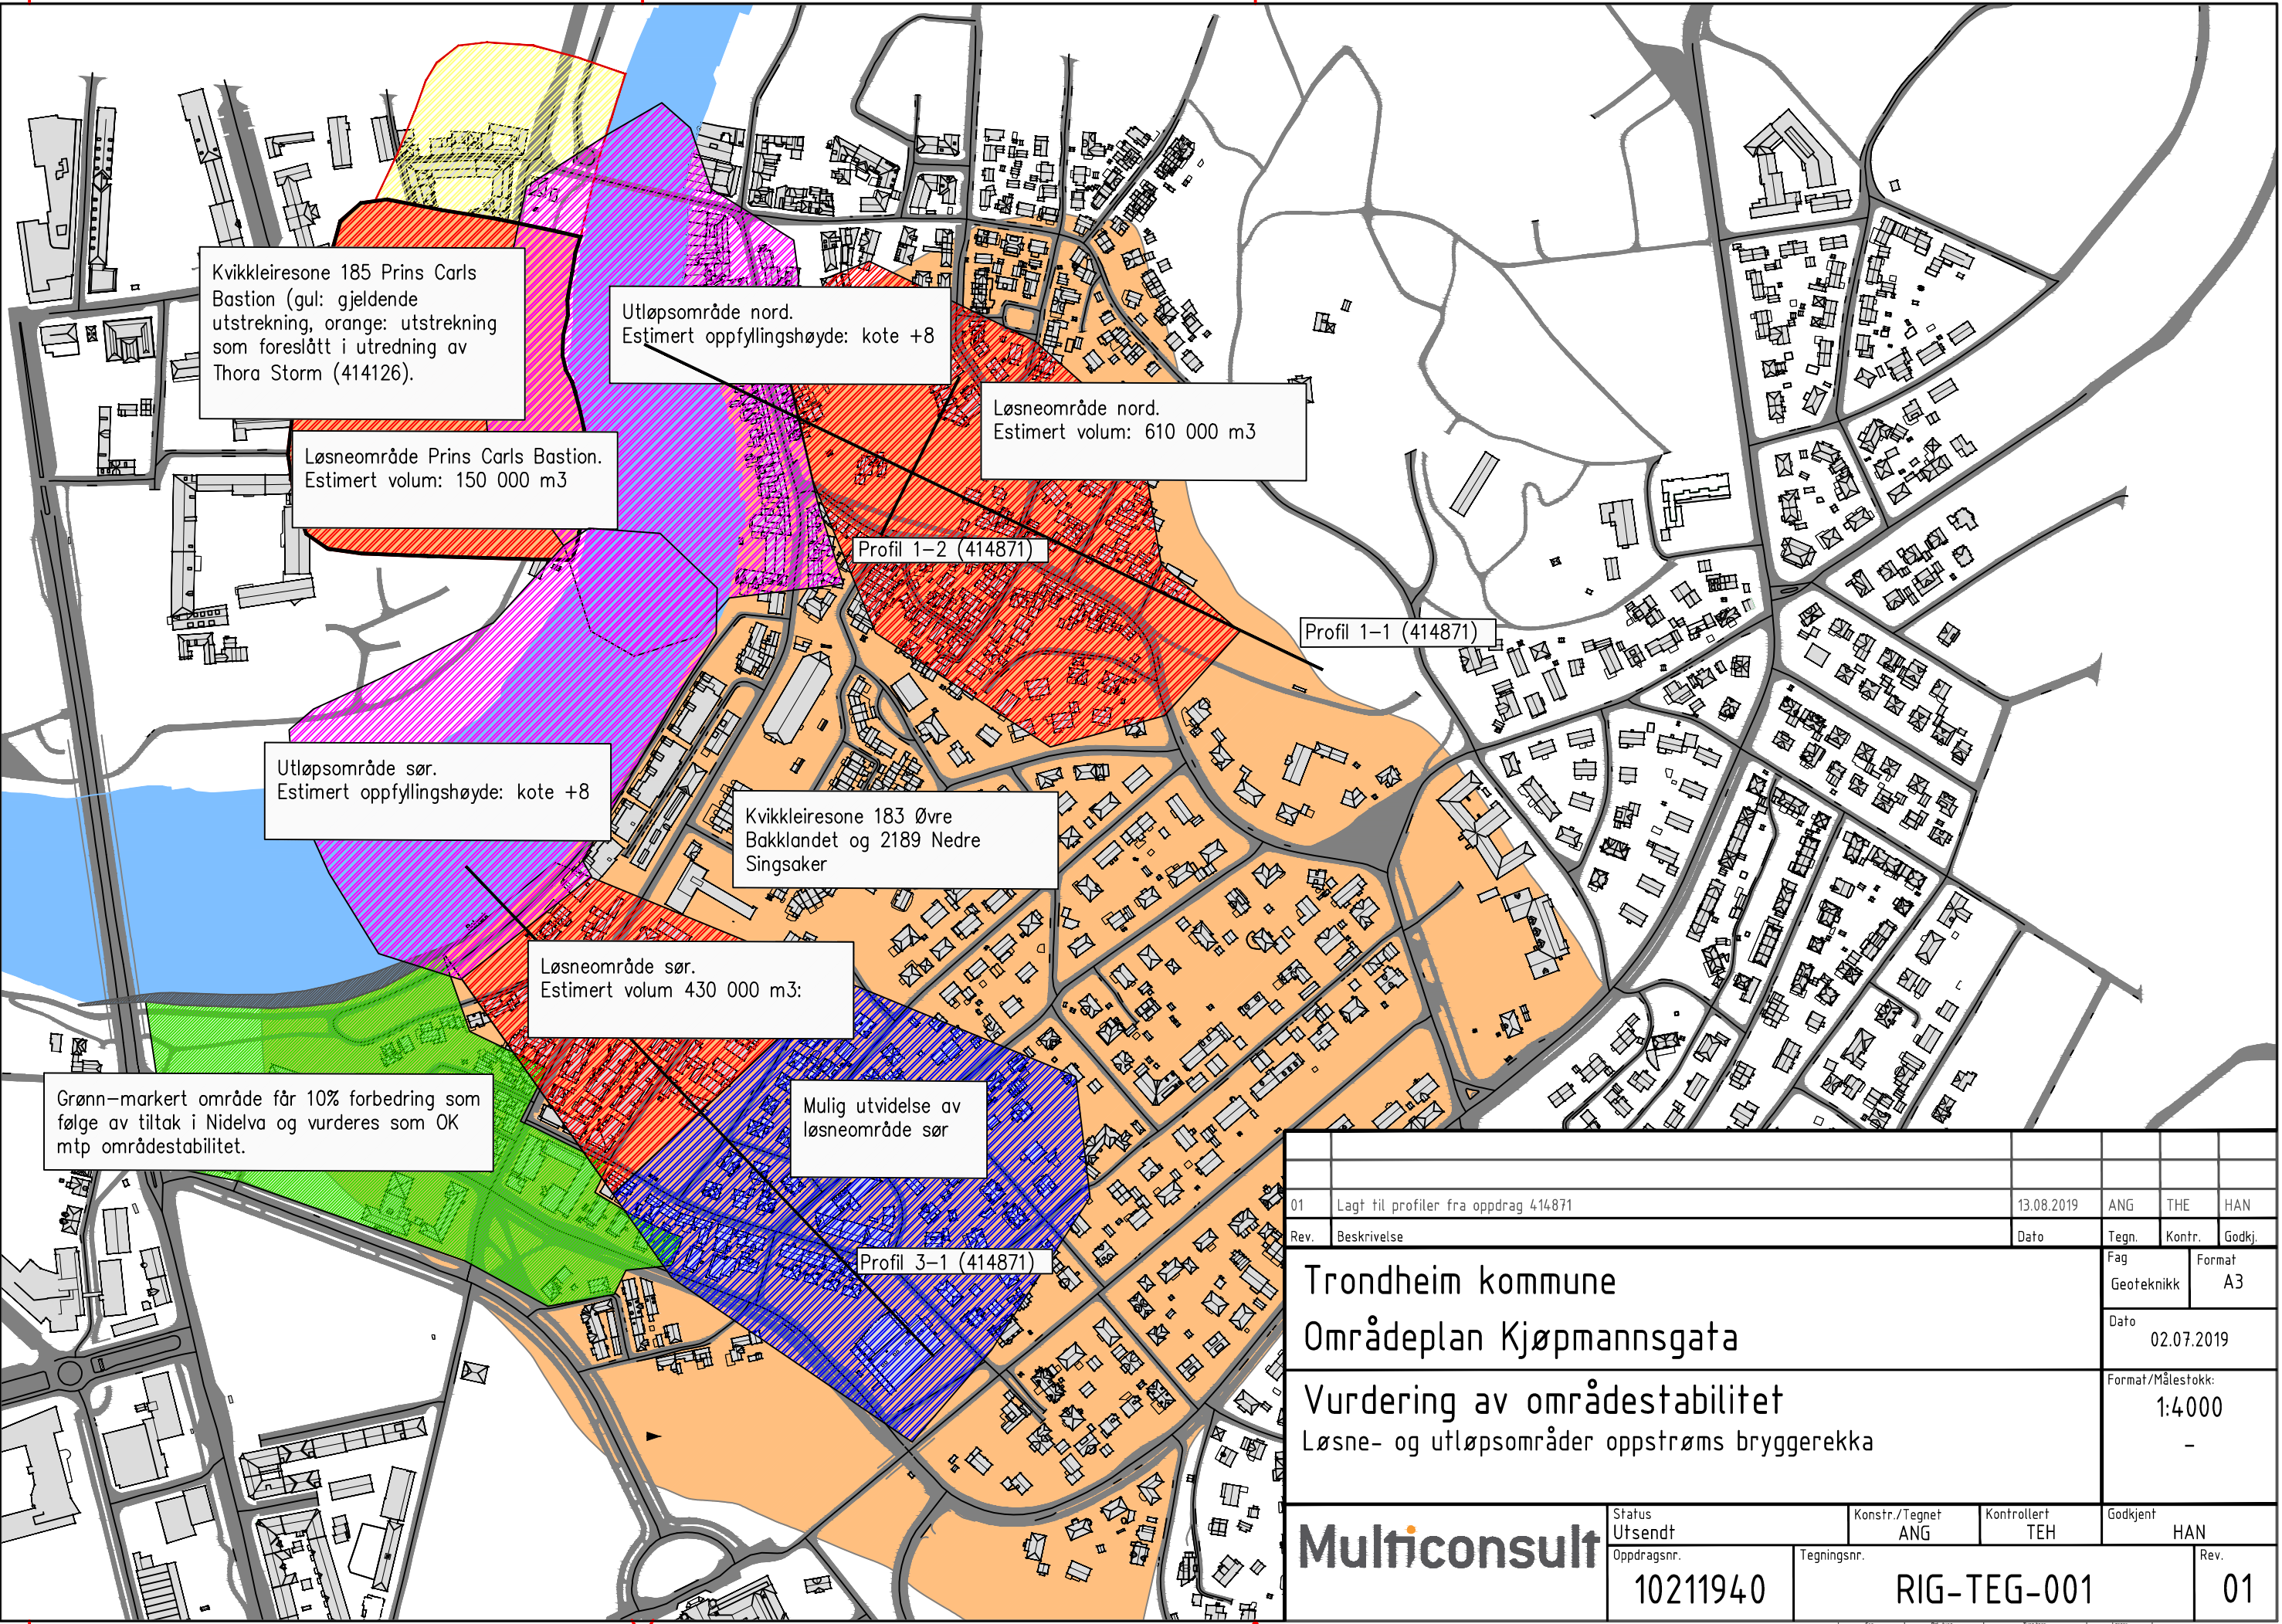 Kvikkleiresone 185 Prins Carls
Bastion (gul: gjeldende
utstrekning, orange: utstrekning
som foreslått i utredning av
Thora Storm (414126).
Utløpsområde nord.
Estimert oppfyllingshøyde: kote +8
Løsneområde nord.
Estimert volum: 610 000 m3
Løsneområde Prins Carls Bastion.
Estimert volum: 150 000 m3
Profil 1-2 (414871)
Profil 1-1 (414871)
Utløpsområde sør.
Estimert oppfyllingshøyde: kote +8
Kvikkleiresone 183 Øvre
Bakklandet og 2189 Nedre
Singsaker
Løsneområde sør.
Estimert volum 430 000 m3:
Grønn-markert område får 10% forbedring som
følge av tiltak i Nidelva og vurderes som OK
mtp områdestabilitet.
Mulig utvidelse av
løsneområde sør
Profil 3-1 (414871)
01 Lagt til profiler fra oppdrag 414871 13.08.2019 ANG THE HAN
Rev. Beskrivelse Dato Tegn. Kontr. Godkj.
Trondheim kommune
Områdeplan Kjøpmannsgata
Fag
Geoteknikk
Format
A3
Dato
02.07.2019
Vurdering av områdestabilitet
Løsne- og utløpsområder oppstrøms bryggerekka
Format/Målestokk:
1:4000
-
Multiconsult
Status
Utsendt
Konstr./Tegnet
ANG
Kontrollert
TEH
Godkjent
HAN
Oppdragsnr.
10211940
Tegningsnr.
RIG-TEG-001
Rev.
01